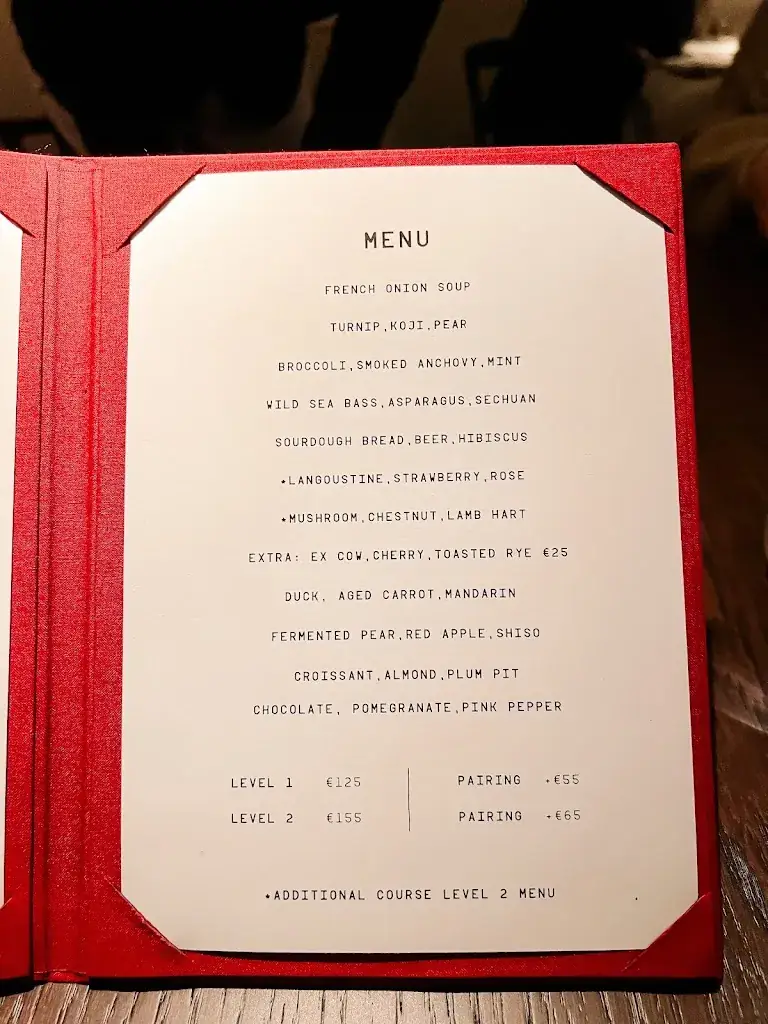 MENU
FRENCH ONION SOUP
TURNIP,KOJI,PEAR
BROCCOLI,SMOKED ANCHOVY,MINT
WILD SEA BASS,ASPARAGUS,SECHUAN
SOURDOUGH BREAD,BEER,HIBISCUS
*LANGOUSTINE,STRAWBERRY,ROSE
*MUSHROOM,CHESTNUT,LAMB HART
EXTRA: EX COW,CHERRY,TOASTED RYE €25
DUCK, AGED CARROT,MANDARIN
FERMENTED PEAR,RED APPLE,SHISO
CROISSANT,ALMOND,PLUM PIT
CHOCOLATE, POMEGRANATE,PINK PEPPER
LEVEL 1 €125 PAIRING +€55
LEVEL 2 €155 PAIRING +€65
*ADDITIONAL COURSE LEVEL 2 MENU